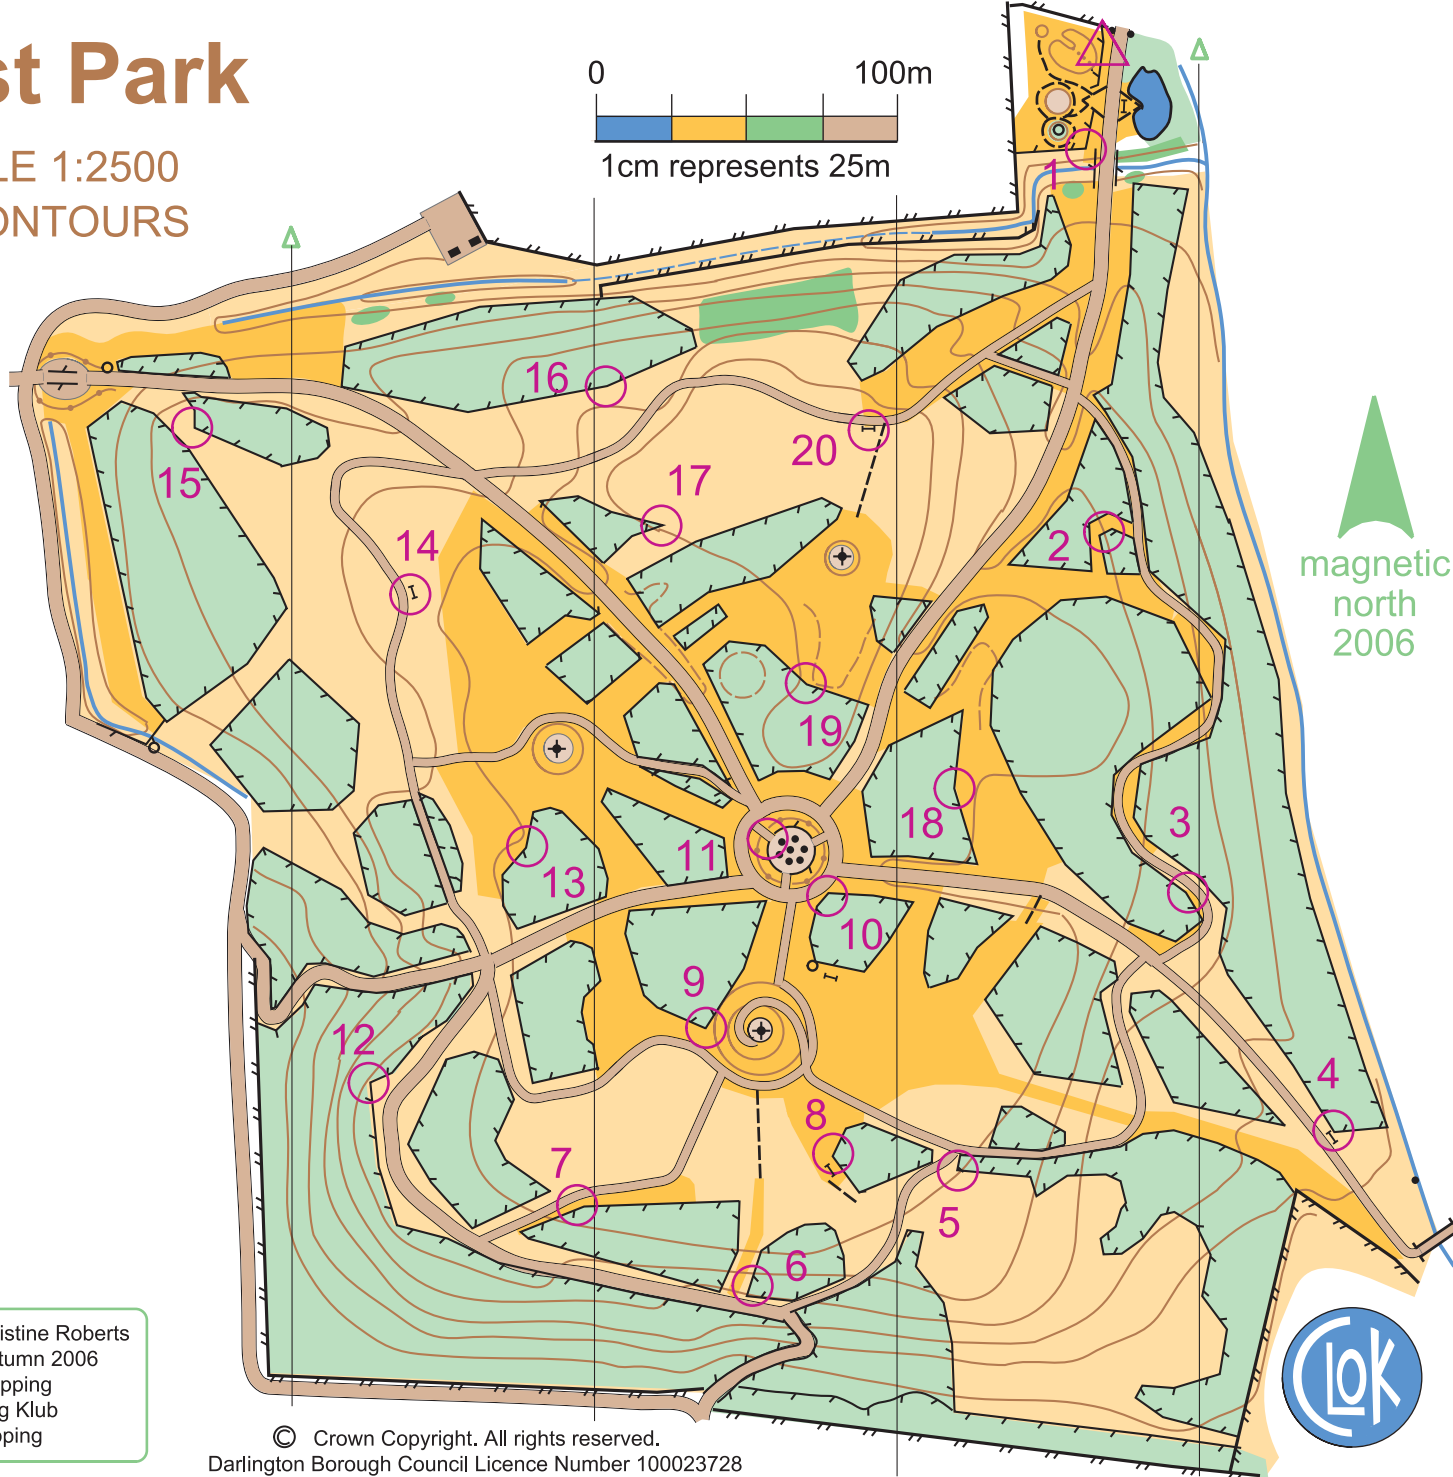 st Park
LE 1:2500
ONTOURS
0 100m
1cm represents 25m
magnetic
north
2006
1
2
3
4
5
6
7
8
9
10
11
12
13
14
15
16
17
18
19
20
istine Roberts
tumn 2006
pping
g Klub
pping
© Crown Copyright. All rights reserved.
Darlington Borough Council Licence Number 100023728
CLOK